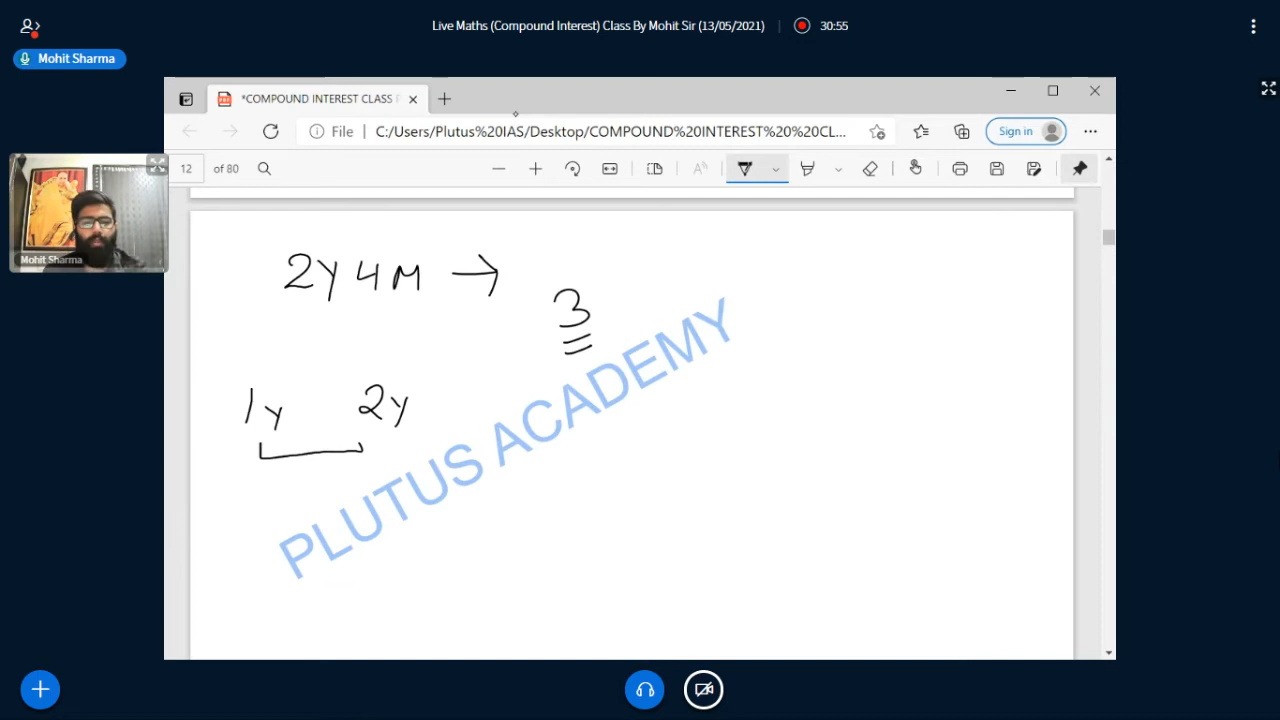 Live Maths (Compound Interest) Class By Mohit Sir (13/05/2021) 30:55
Mohit Sharma
*COMPOUND INTEREST CLASS P
File C:/Users/Plutus%20IAS/Desktop/COMPOUND%20INTEREST%20%20CL... Sign in
12 of 80
Mohit Sharma
2Y 4M →
3
1y 2y
PLUTUS ACADEMY